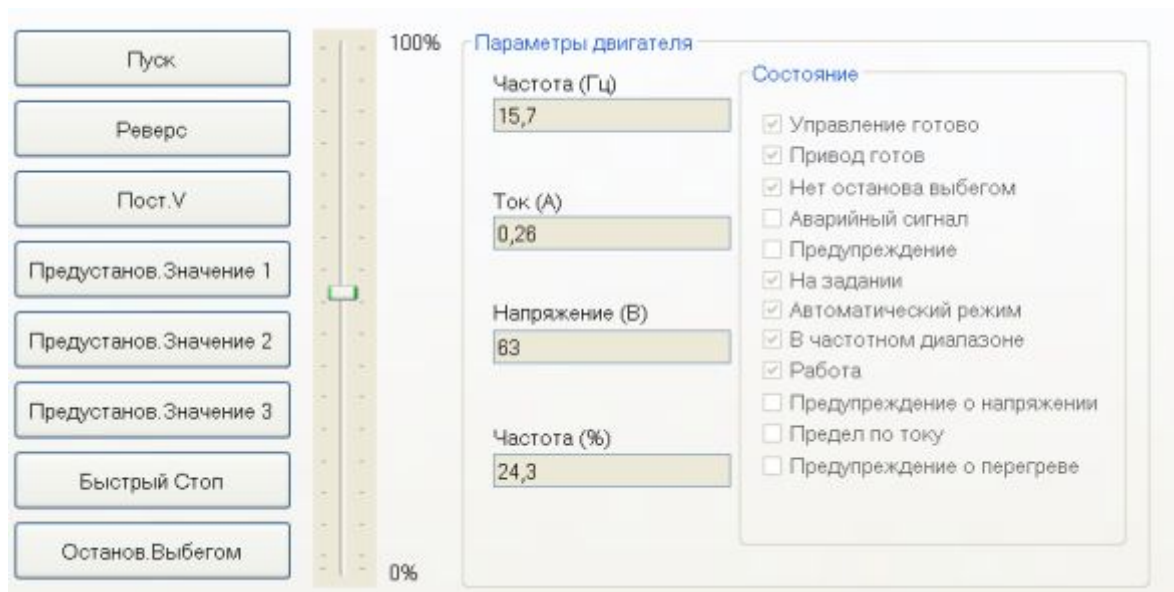 Пуск
Реверс
Пост.V
Предустанов.Значение 1
Предустанов.Значение 2
Предустанов.Значение 3
Быстрый Стоп
Останов.Выбегом
100%
0%
Параметры двигателя
Частота (Гц)
15,7
Ток (А)
0,26
Напряжение (В)
63
Частота (%)
24,3
Состояние
Управление готово
Привод готов
Нет останова выбегом
Аварийный сигнал
Предупреждение
На задании
Автоматический режим
В частотном диапазоне
Работа
Предупреждение о напряжении
Предел по току
Предупреждение о перегреве